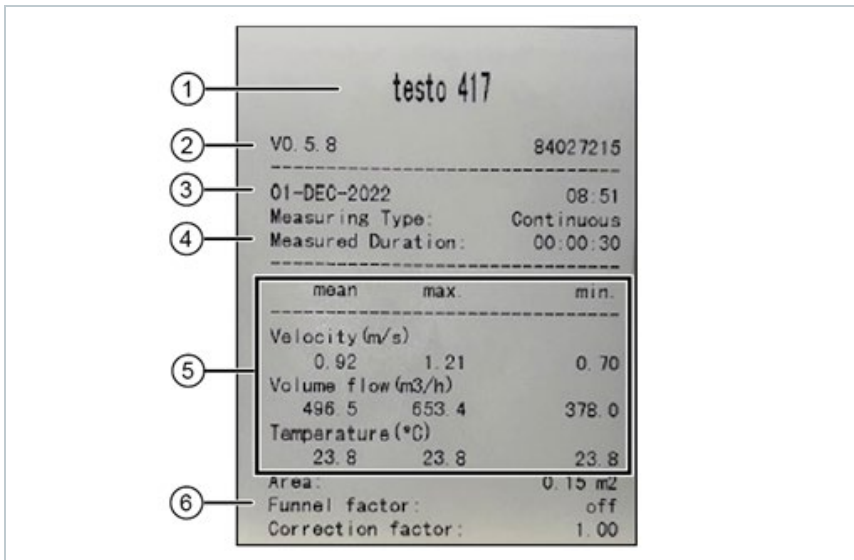 testo 417
V0.5.8 84027215
01-DEC-2022 08:51
Measuring Type: Continuous
Measured Duration: 00:00:30
mean max. min.
Velocity(m/s)
0.92 1.21 0.70
Volume flow(m3/h)
496.5 653.4 378.0
Temperature(°C)
23.8 23.8 23.8
Area: 0.15 m2
Funnel factor: off
Correction factor: 1.00
1
2
3
4
5
6